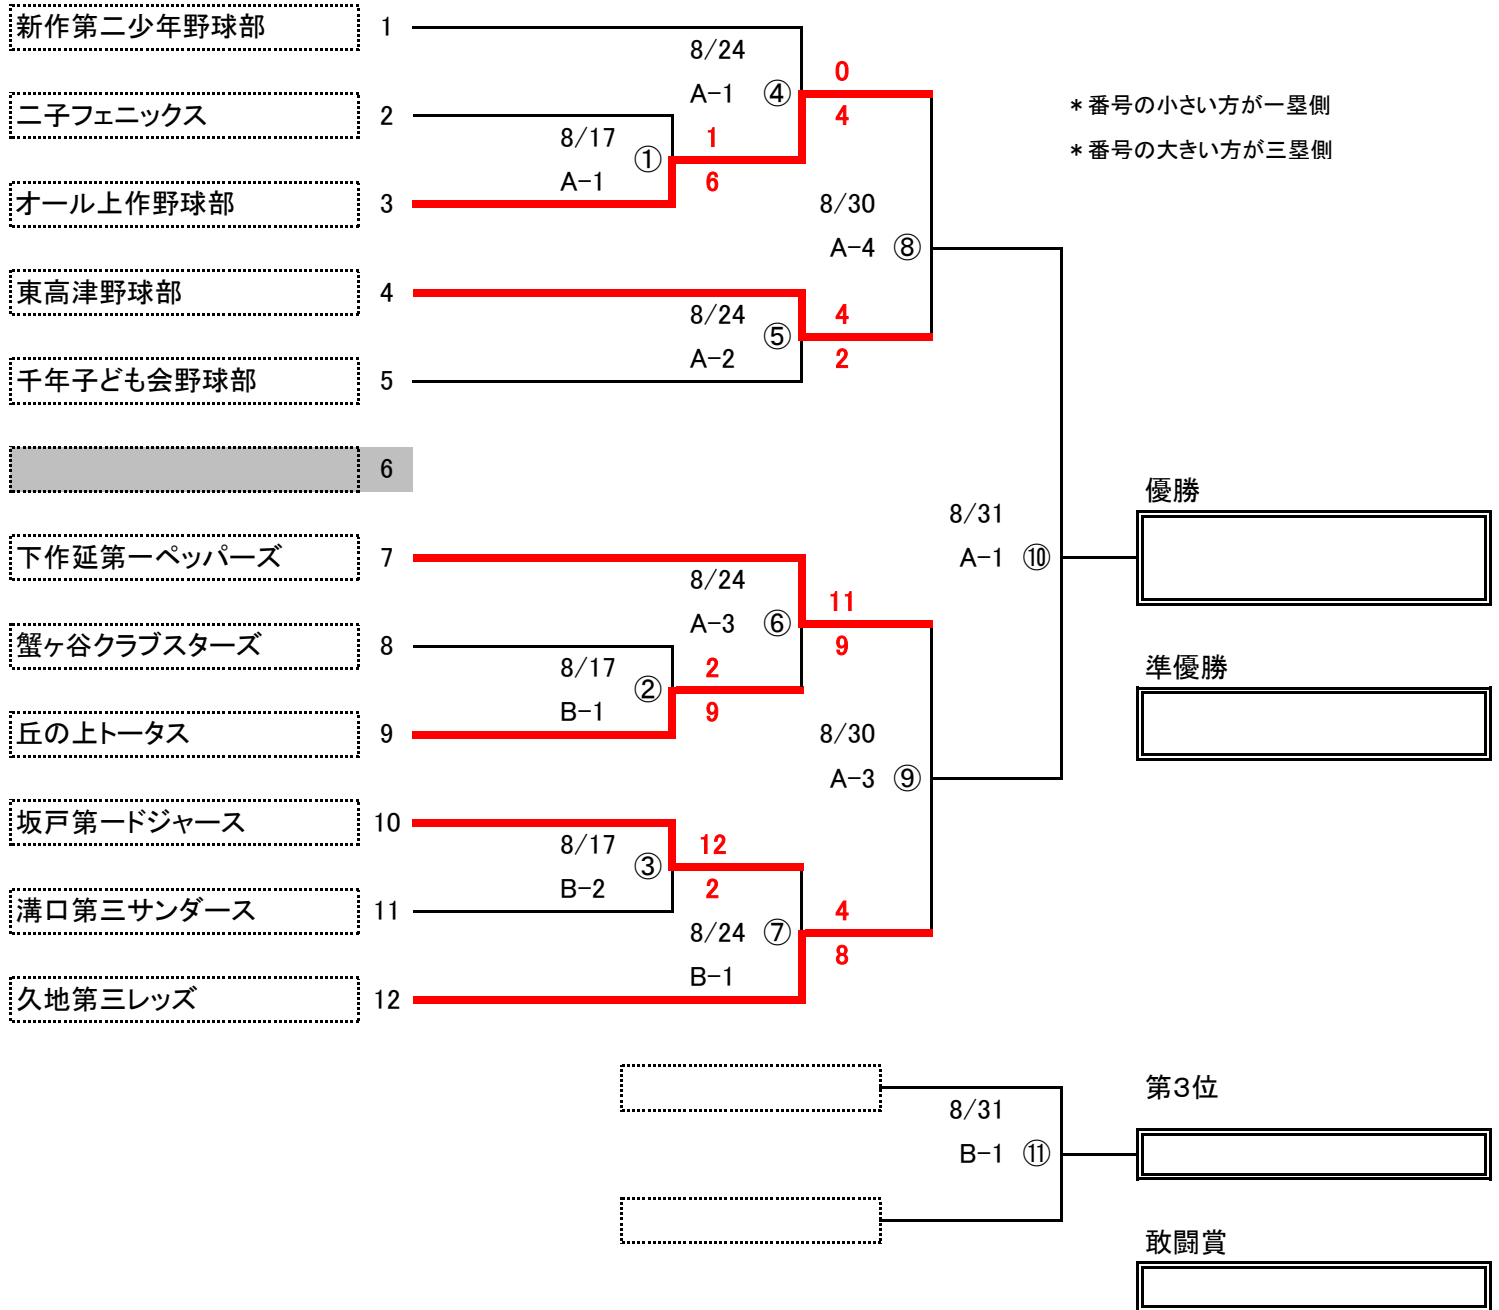 新作第二少年野球部 1
8/24
A-1 ④
0
4
二子フェニックス 2
8/17
A-1 ①
1
6
オール上作野球部 3
*番号の小さい方が一塁側
*番号の大きい方が三塁側
8/30
A-4 ⑧
東高津野球部 4
8/24
A-2 ⑤
4
2
千年子ども会野球部 5
6
8/31
A-1 ⑩
優勝
下作延第一ペッパーズ 7
8/24
A-3 ⑥
11
9
蟹ヶ谷クラブスターズ 8
8/17
B-1 ②
2
9
準優勝
丘の上トータス 9
8/30
A-3 ⑨
坂戸第一ドジャース 10
8/17
B-2 ③
12
2
溝口第三サンダース 11
8/24 ⑦
B-1
4
8
久地第三レッズ 12
8/31
B-1 ⑪
第3位
敢闘賞